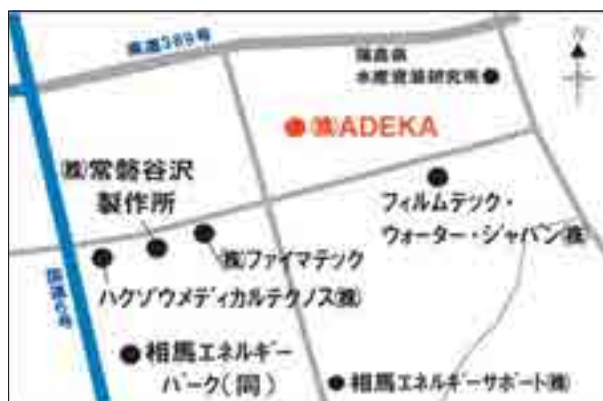 県道389号
福島県
水産資源研究所
N
㈱ADEKA
㈱常磐谷沢
製作所
フィルムテック・
ウォーター・ジャパン㈱
㈱ファイマテック
ハクゾウメディカルテクノス㈱
国道6号
相馬エネルギー
パーク(同)
相馬エネルギーサポート㈱